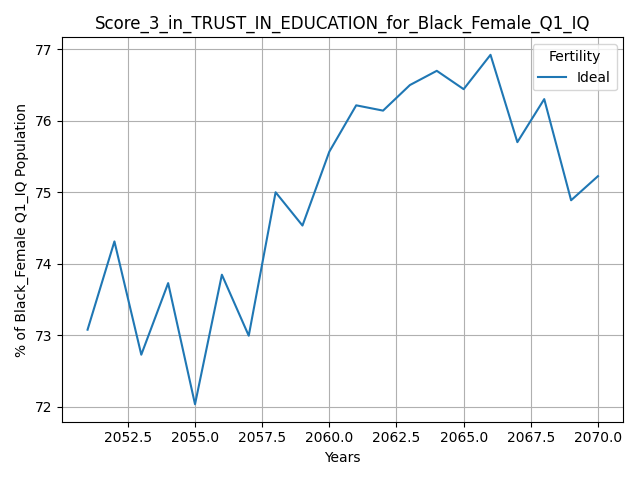 Score_3_in_TRUST_IN_EDUCATION_for_Black_Female_Q1_IQ
Fertility
Ideal
% of Black_Female Q1_IQ Population
77
76
75
74
73
72
2052.5 2055.0 2057.5 2060.0 2062.5 2065.0 2067.5 2070.0
Years